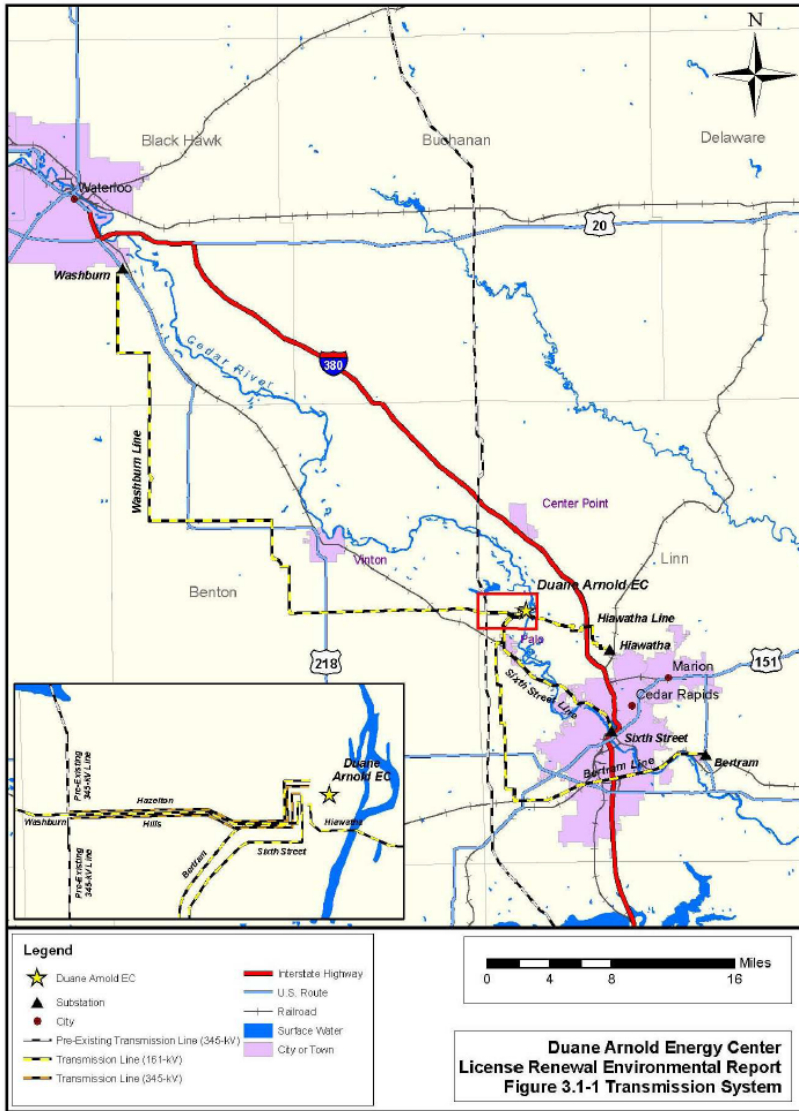 N
Black Hawk
Buchanan
Delaware
Waterloo
20
Washburn
Cedar River
380
Washburn Line
Center Point
Vinton
Linn
Benton
Duane Arnold EC
Hiawatha Line
Hiawatha
Palo
218
Marion
151
Cedar Rapids
Sixth Street Line
Sixth Street
Bertram
Bertram Line
Pre-Existing
345-kV Line
Duane
Arnold EC
Hazelton
Washburn
Hills
Hiawatha
Bertram
Sixth Street
Pre-Existing
345-kV Line
Legend
Duane Arnold EC
Substation
City
Pre-Existing Transmission Line (345-kV)
Transmission Line (161-kV)
Transmission Line (345-kV)
Interstate Highway
U.S. Route
Railroad
Surface Water
City or Town
Miles
0 4 8 16
Duane Arnold Energy Center
License Renewal Environmental Report
Figure 3.1-1 Transmission System